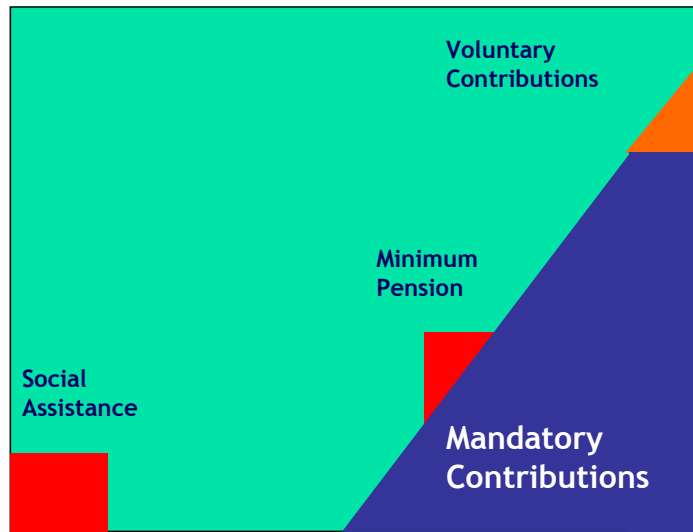 Voluntary
Contributions
Minimum
Pension
Social
Assistance
Mandatory
Contributions